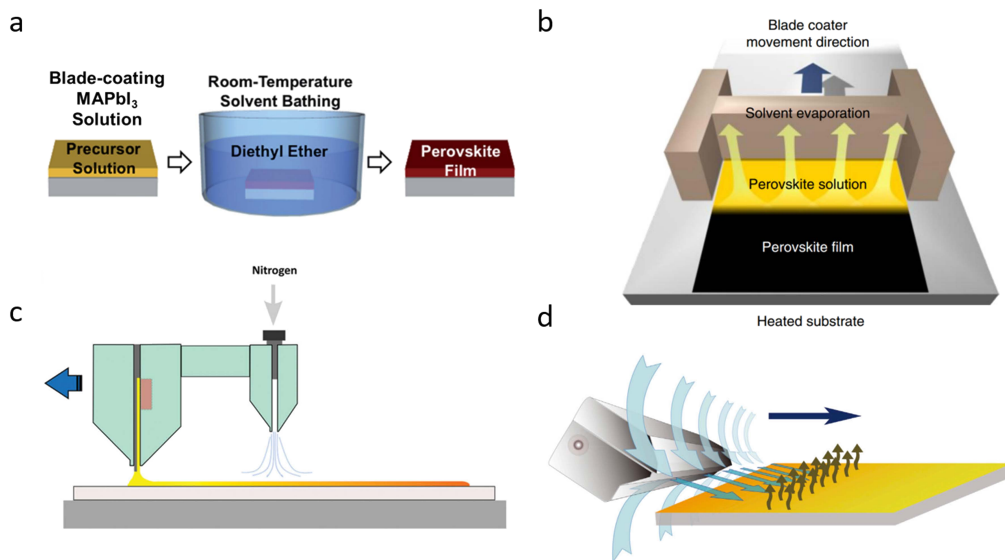 a
Blade-coating
MAPbI₃
Solution
Precursor
Solution
Room-Temperature
Solvent Bathing
Diethyl Ether
Perovskite
Film
b
Blade coater
movement direction
Solvent evaporation
Perovskite solution
Perovskite film
Heated substrate
c
Nitrogen
d